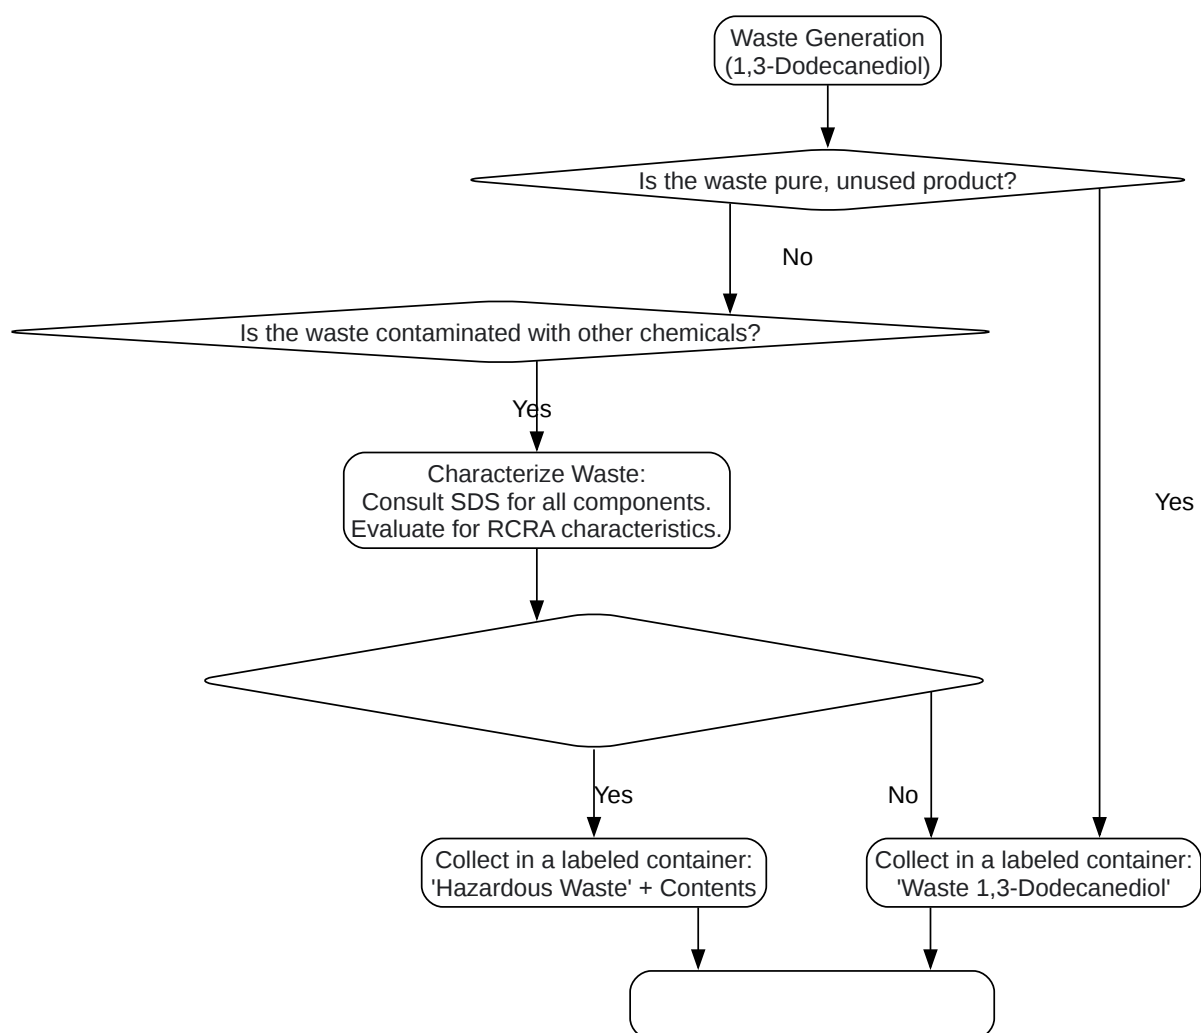 Waste Generation
(1,3-Dodecanediol)
Is the waste pure, unused product?
No
Is the waste contaminated with other chemicals?
Yes
Characterize Waste:
Consult SDS for all components.
Evaluate for RCRA characteristics.
Yes
Yes
No
Collect in a labeled container:
'Hazardous Waste' + Contents
Collect in a labeled container:
'Waste 1,3-Dodecanediol'